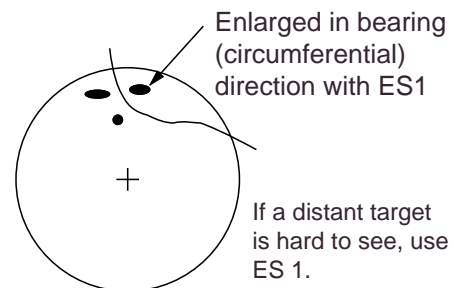 Enlarged in bearing
(circumferential)
direction with ES1
If a distant target
is hard to see, use
ES 1.